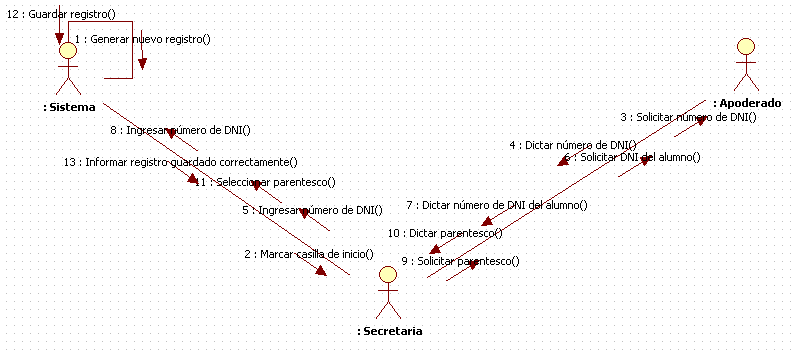 12 : Guardar registro()
1 : Generar nuevo registro()
: Sistema
: Apoderado
3 : Solicitar número de DNI()
8 : Ingresar número de DNI()
4 : Dictar número de DNI()
6 : Solicitar DNI del alumno()
13 : Informar registro guardado correctamente()
11 : Seleccionar parentesco()
7 : Dictar número de DNI del alumno()
5 : Ingresar número de DNI()
10 : Dictar parentesco()
2 : Marcar casilla de inicio()
9 : Solicitar parentesco()
: Secretaria